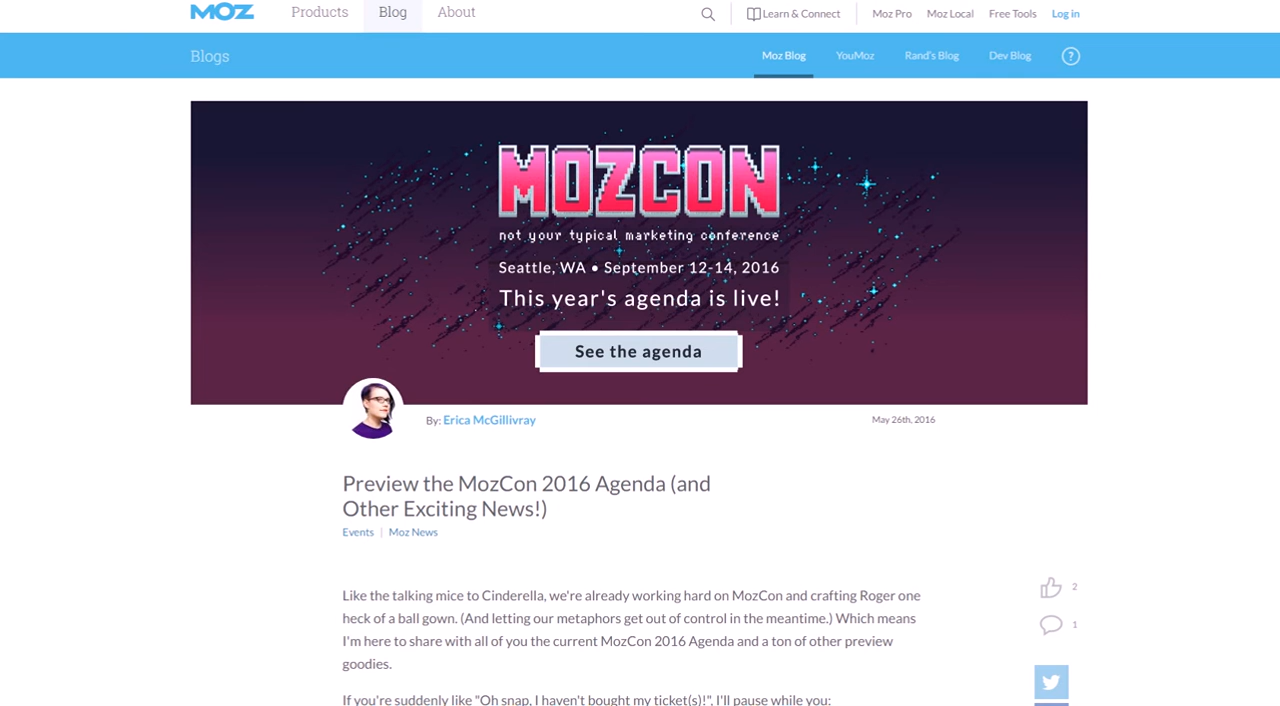 MOZ Products Blog About Learn & Connect Moz Pro Moz Local Free Tools Log in
Blogs Moz Blog YouMoz Rand's Blog Dev Blog ?
MOZCON
not your typical marketing conference
Seattle, WA • September 12-14, 2016
This year's agenda is live!
See the agenda
By: Erica McGillivray May 26th, 2016
Preview the MozCon 2016 Agenda (and
Other Exciting News!)
Events | Moz News
Like the talking mice to Cinderella, we're already working hard on MozCon and crafting Roger one
heck of a ball gown. (And letting our metaphors get out of control in the meantime.) Which means
I'm here to share with all of you the current MozCon 2016 Agenda and a ton of other preview
goodies.
2
1
If you're suddenly like "Oh snap, I haven't bought my ticket(s)!", I'll pause while you: